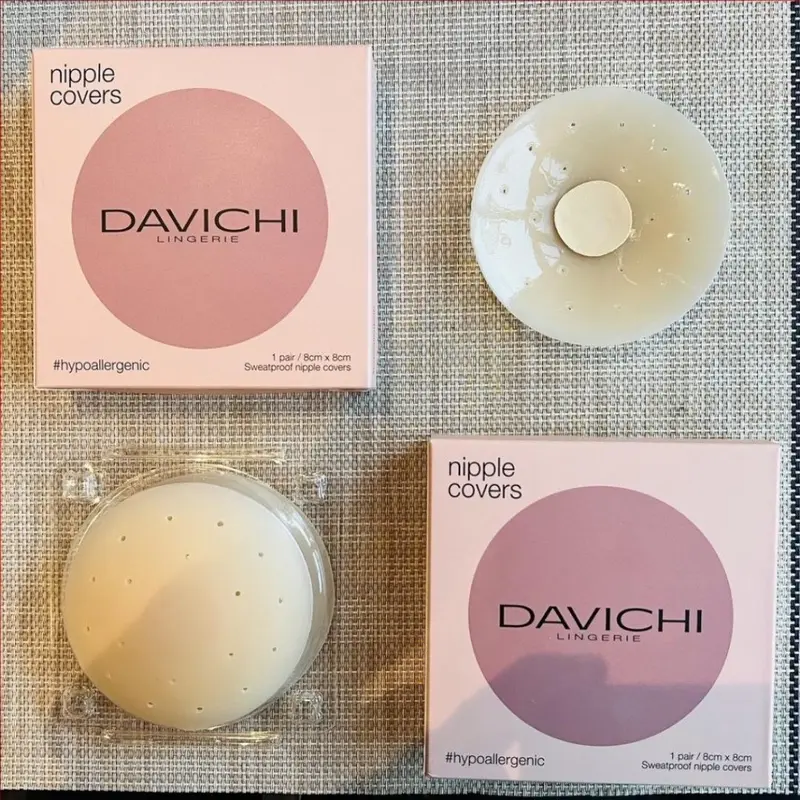 nipple
covers
DAVICHI
LINGERIE
#hypoallergenic
1 pair / 8cm x 8cm
Sweatproof nipple covers
nipple
covers
DAVICHI
LINGERIE
#hypoallergenic
1 pair / 8cm x 8cm
Sweatproof nipple covers